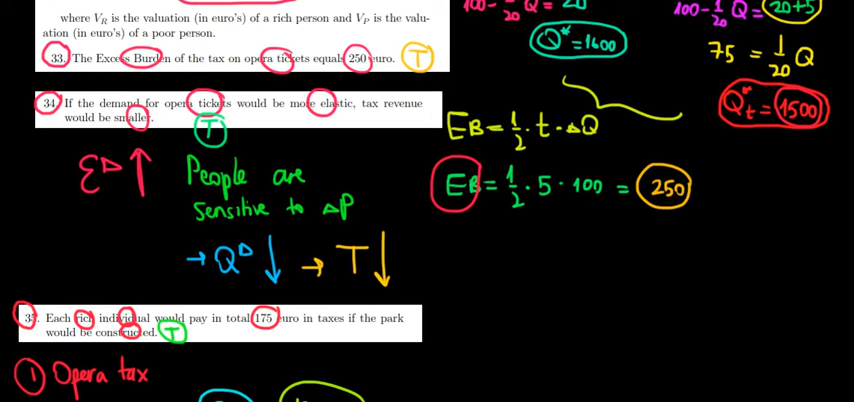 where V_R is the valuation (in euro's) of a rich person and V_P is the valu-
ation (in euro's) of a poor person.
33. The Excess Burden of the tax on opera tickets equals 250 euro. T
34. If the demand for opera tickets would be more elastic, tax revenue
would be smaller.
T
100 - 1/20 Q = 20
Q* = 1600
100 - 1/20 Q = 20+5
75 = 1/20 Q
Q*_t = 1500
EB = 1/2 · t · ΔQ
EB = 1/2 · 5 · 100 = 250
ε^D ↑
People are
sensitive to ΔP
→ Q^D ↓ → T ↓
35. Each rich individual would pay in total 175 euro in taxes if the park
would be constructed. T
① Opera tax